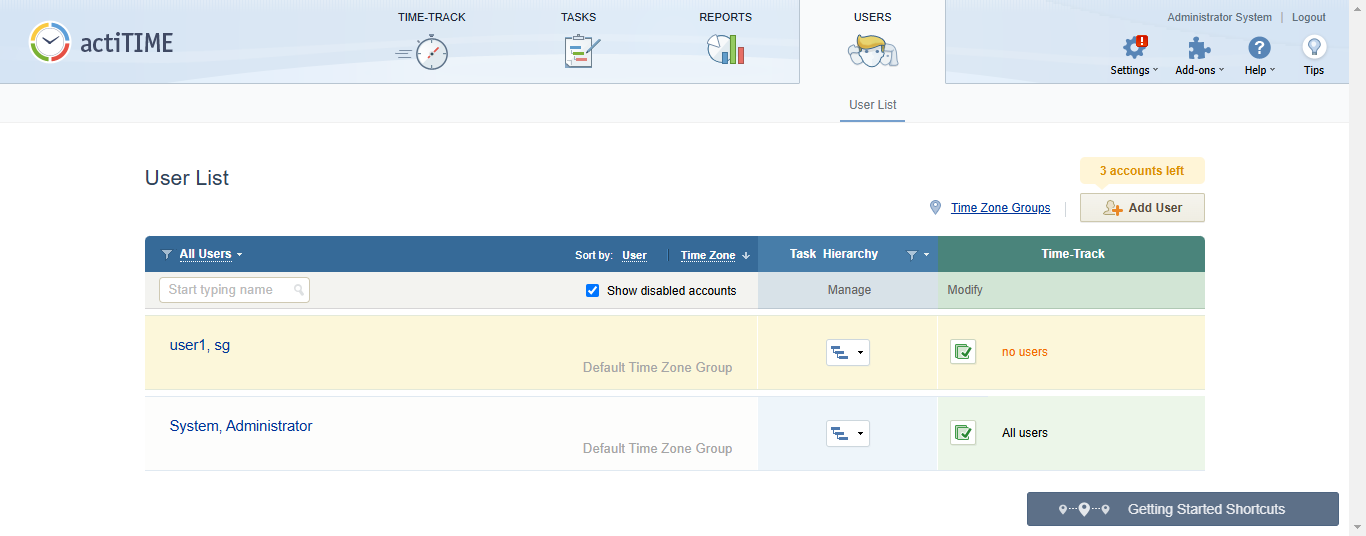 actiTIME
TIME-TRACK
TASKS
REPORTS
USERS
Administrator System | Logout
Settings
Add-ons
Help
Tips
User List
User List
3 accounts left
Time Zone Groups
Add User
All Users
Sort by: User
Time Zone
Task Hierarchy
Time-Track
Start typing name
Show disabled accounts
Manage
Modify
user1, sg
Default Time Zone Group
no users
System, Administrator
Default Time Zone Group
All users
Getting Started Shortcuts